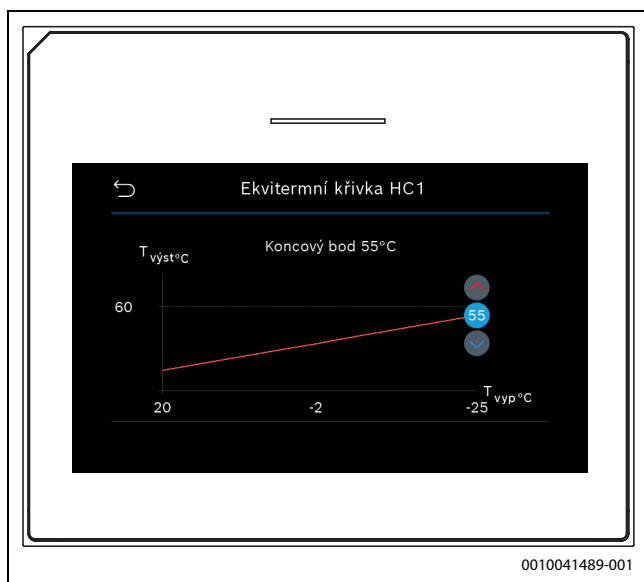 Ekvitermní křivka HC1
Koncový bod 55°C
T výst°C
60
55
T vyp°C
20 -2 -25
0010041489-001